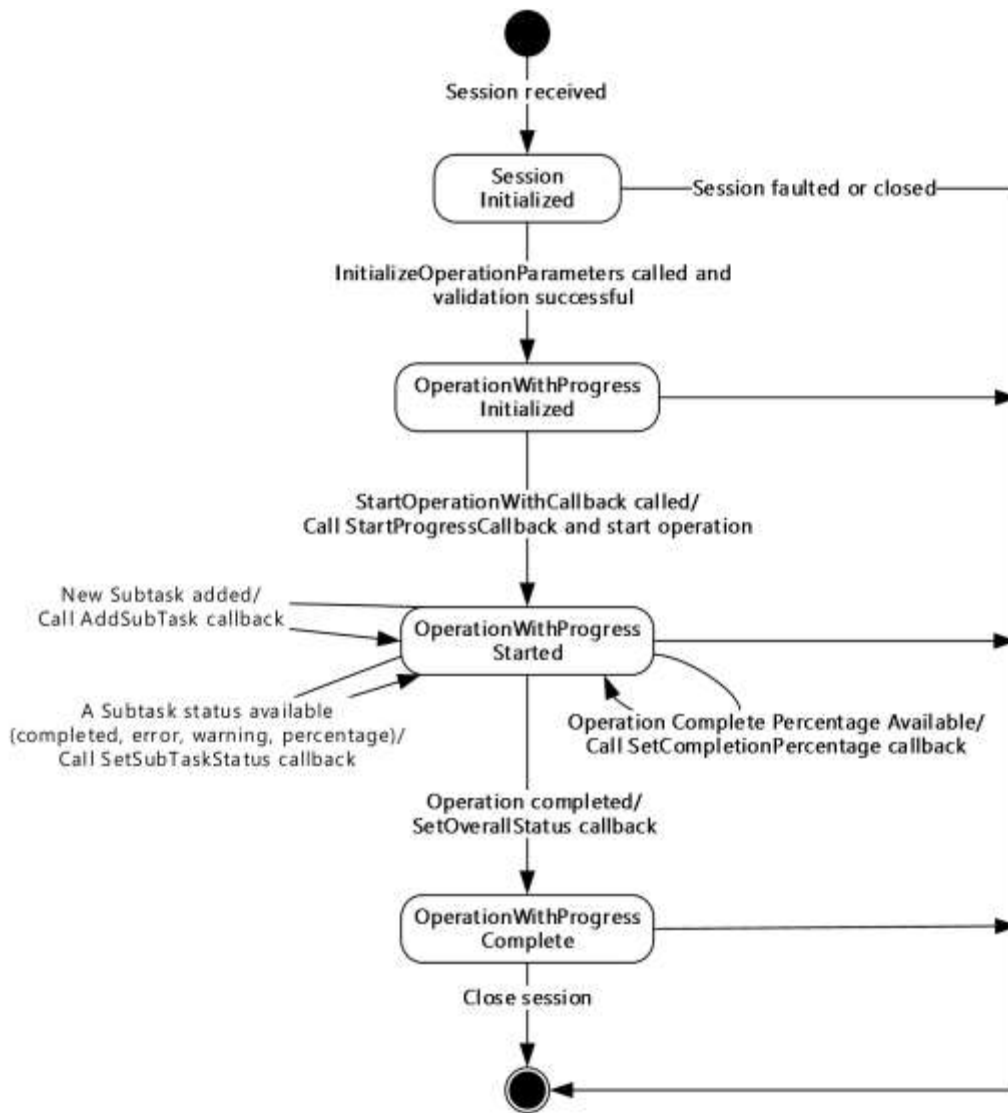 Session received
Session
Initialized
Session faulted or closed
InitializeOperationParameters called and
validation successful
OperationWithProgress
Initialized
StartOperationWithCallback called/
Call StartProgressCallback and start operation
New Subtask added/
Call AddSubTask callback
OperationWithProgress
Started
A Subtask status available
(completed, error, warning, percentage)/
Call SetSubTaskStatus callback
Operation Complete Percentage Available/
Call SetCompletionPercentage callback
Operation completed/
SetOverallStatus callback
OperationWithProgress
Complete
Close session